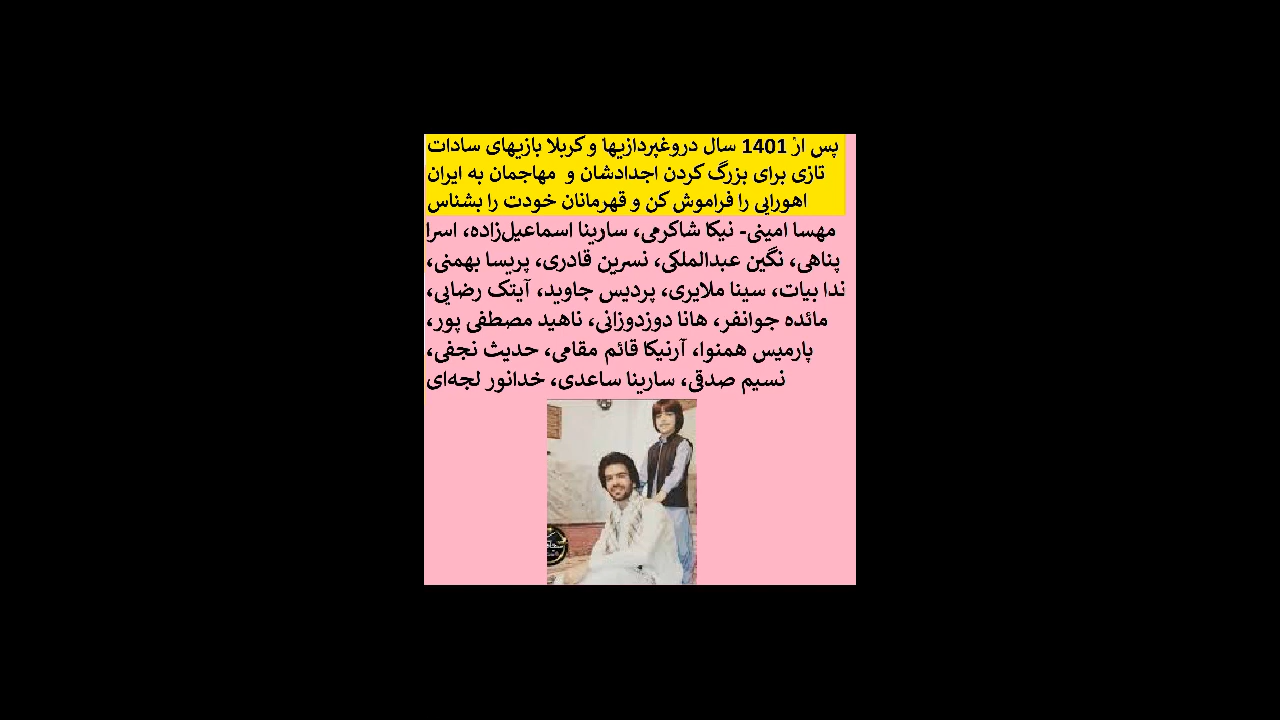 پس از 1401 سال دروغپردازیها و کربلا بازیهای سادات
تازی برای بزرگ کردن اجدادشان و مهاجمان به ایران
اهورایی را فراموش کن و قهرمانان خودت را بشناس
مهسا امینی- نیکا شاکرمی، سارینا اسماعیل‌زاده، اسرا
پناهی، نگین عبدالملکی، نسرین قادری، پریسا بهمنی،
ندا بیات، سینا ملایری، پردیس جاوید، آیتک رضایی،
مائده جوانفر، هانا دوزدوزانی، ناهید مصطفی پور،
پارمیس همنوا، آرنیکا قائم مقامی، حدیث نجفی،
نسیم صدقی، سارینا ساعدی، خدانور لجه‌ای